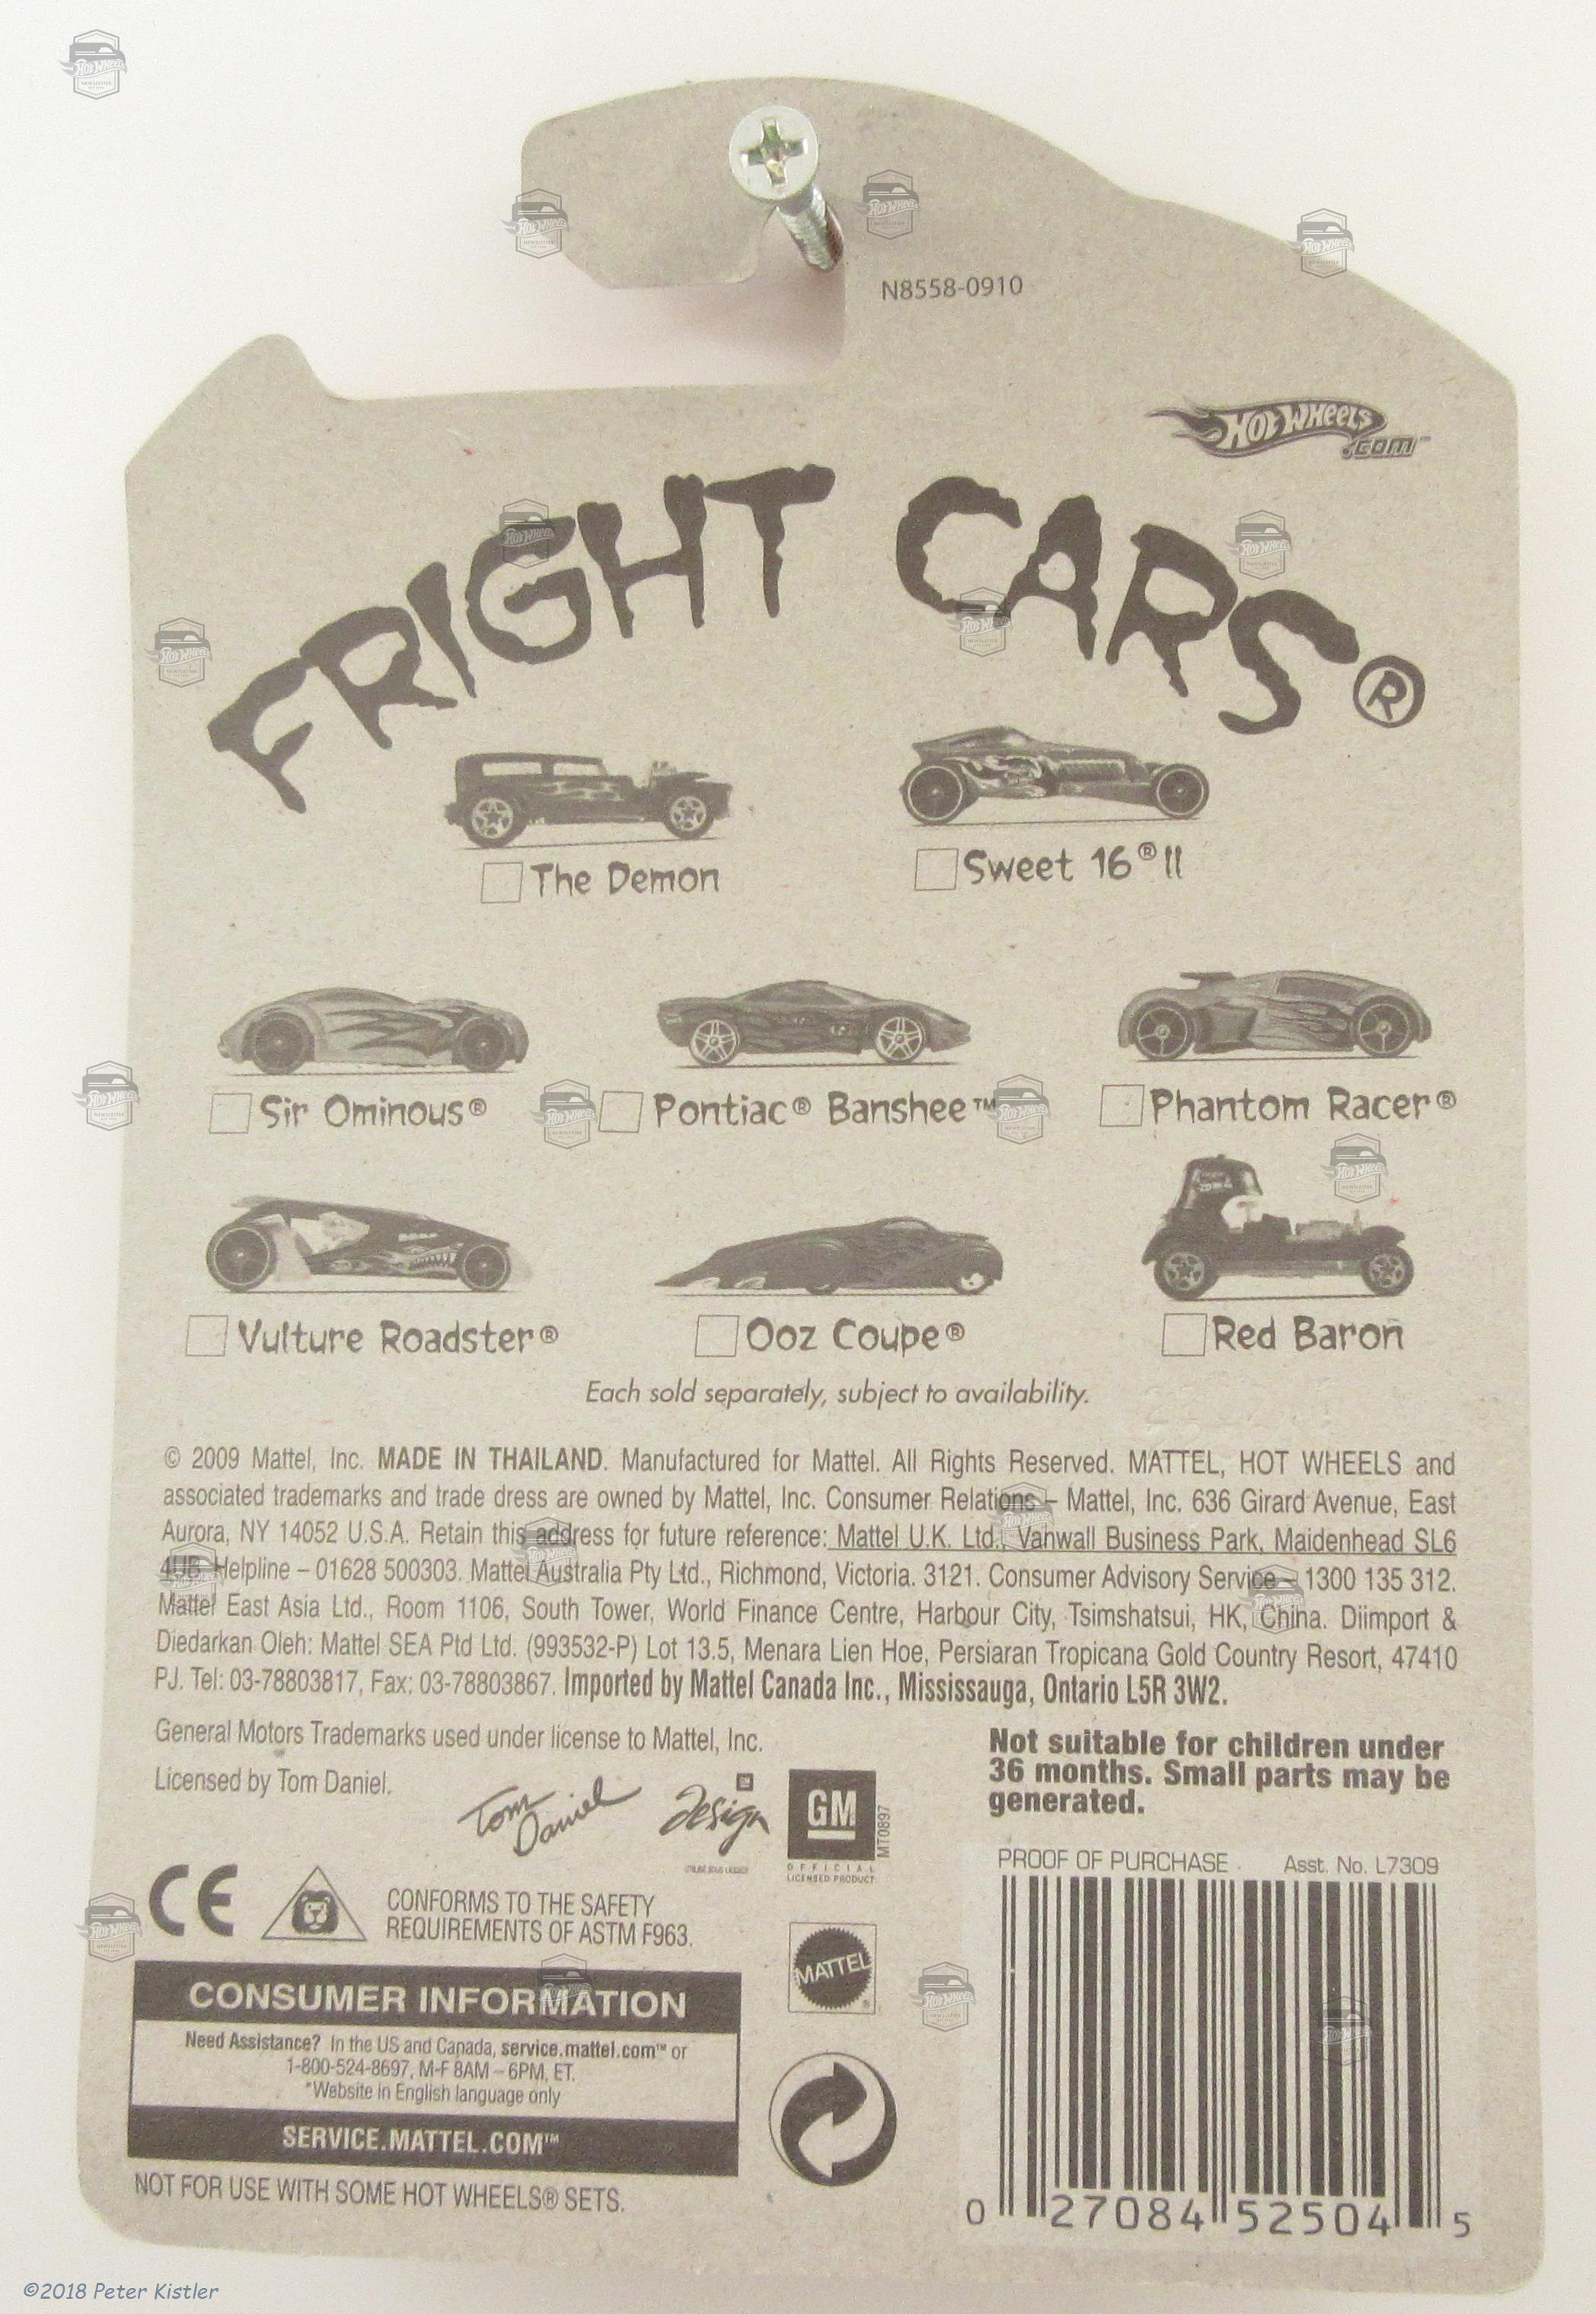 N8558-0910
HOT WHEELS
.COM™
FRIGHT CARS®
The Demon
Sweet 16® II
Sir Ominous®
Pontiac® Banshee™
Phantom Racer®
Vulture Roadster®
Ooz Coupe®
Red Baron
Each sold separately, subject to availability.
© 2009 Mattel, Inc. MADE IN THAILAND. Manufactured for Mattel. All Rights Reserved. MATTEL, HOT WHEELS and
associated trademarks and trade dress are owned by Mattel, Inc. Consumer Relations – Mattel, Inc. 636 Girard Avenue, East
Aurora, NY 14052 U.S.A. Retain this address for future reference: Mattel U.K. Ltd., Vanwall Business Park, Maidenhead SL6
4UB Helpline – 01628 500303. Mattel Australia Pty Ltd., Richmond, Victoria. 3121. Consumer Advisory Service – 1300 135 312.
Mattel East Asia Ltd., Room 1106, South Tower, World Finance Centre, Harbour City, Tsimshatsui, HK, China. Diimport &
Diedarkan Oleh: Mattel SEA Ptd Ltd. (993532-P) Lot 13.5, Menara Lien Hoe, Persiaran Tropicana Gold Country Resort, 47410
PJ. Tel: 03-78803817, Fax: 03-78803867. Imported by Mattel Canada Inc., Mississauga, Ontario L5R 3W2.
General Motors Trademarks used under license to Mattel, Inc.
Licensed by Tom Daniel.
Tom
Daniel
design
GM
MT0897
OFFICIAL
LICENSED PRODUCT
Not suitable for children under
36 months. Small parts may be
generated.
PROOF OF PURCHASE
Asst. No. L7309
CE
CONFORMS TO THE SAFETY
REQUIREMENTS OF ASTM F963.
MATTEL
®
CONSUMER INFORMATION
Need Assistance? In the US and Canada, service.mattel.com™ or
1-800-524-8697, M-F 8AM – 6PM, ET.
*Website in English language only
SERVICE.MATTEL.COM™
NOT FOR USE WITH SOME HOT WHEELS® SETS.
0 27084 52504 5
©2018 Peter Kistler